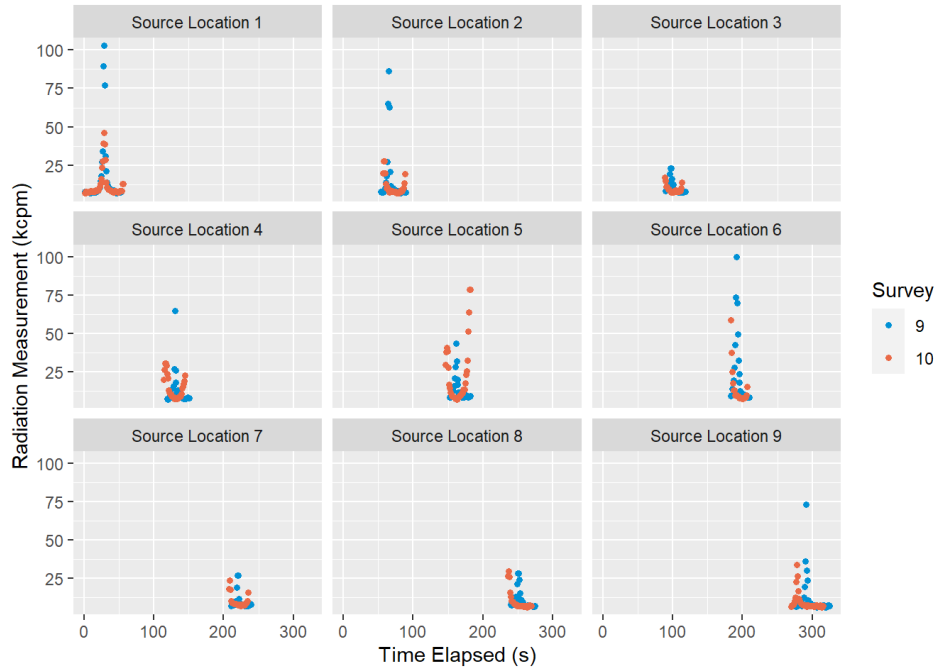 Source Location 1
Source Location 2
Source Location 3
100
75
50
25
Source Location 4
Source Location 5
Source Location 6
100
75
50
25
Source Location 7
Source Location 8
Source Location 9
100
75
50
25
0 100 200 300
0 100 200 300
0 100 200 300
Time Elapsed (s)
Radiation Measurement (kcpm)
Survey
9
10